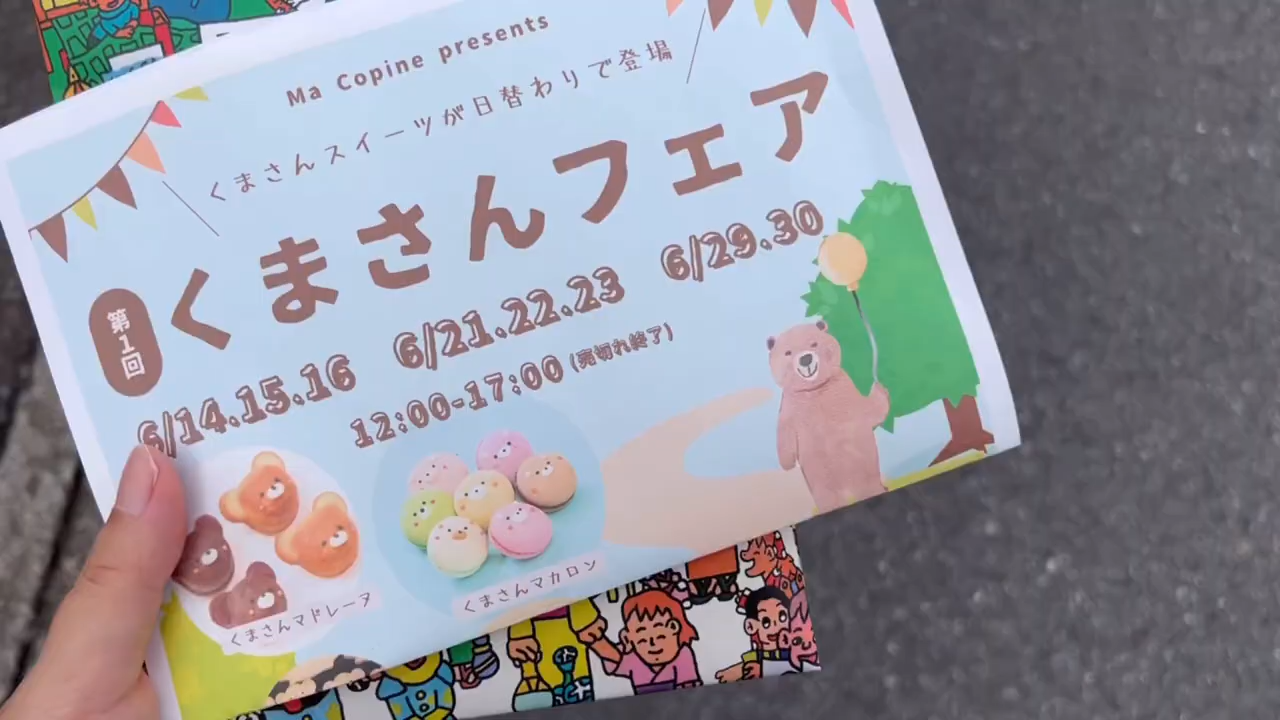 Ma Copine presents
くまさんスイーツが日替わりで登場
第1回
くまさんフェア
6/14.15.16 6/21.22.23 6/29.30
12:00-17:00 (売切れ終了)
くまさんマドレーヌ
くまさんマカロン